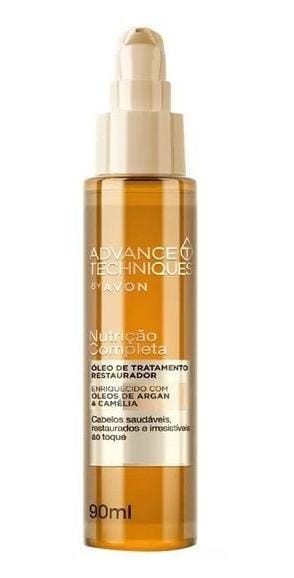 ADVANCE T
TECHNIQUES
BY AVON
Nutrição
Completa
ÓLEO DE TRATAMENTO
RESTAURADOR
ENRIQUECIDO COM
ÓLEOS DE ARGAN
& CAMÉLIA
Cabelos saudáveis,
restaurados e irresistíveis
ao toque
90ml